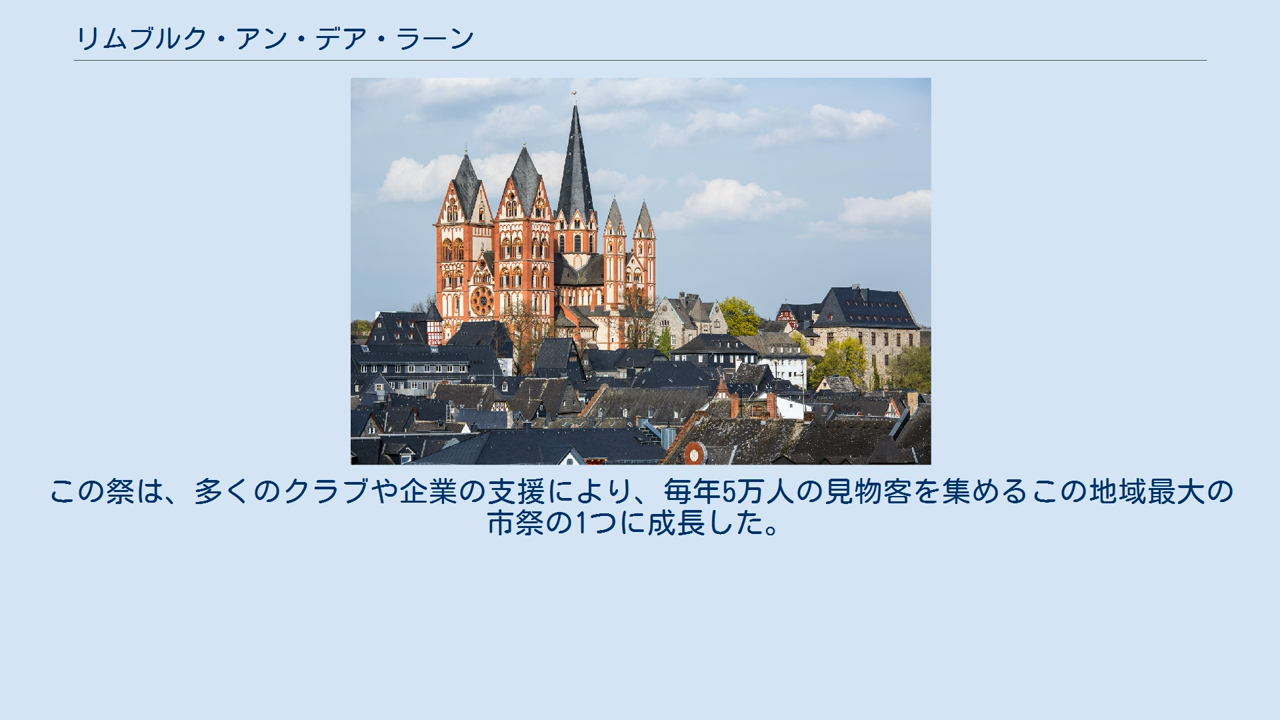 リムブルク・アン・デア・ラーン
この祭は、多くのクラブや企業の支援により、毎年5万人の見物客を集めるこの地域最大の
市祭の1つに成長した。